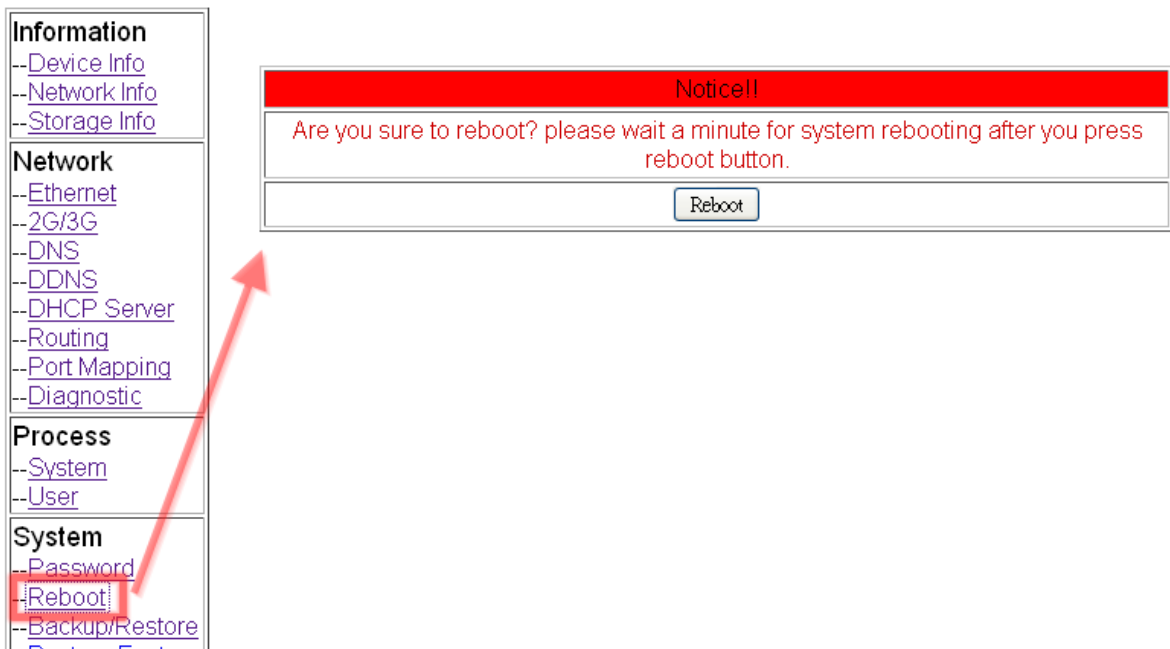 Information
--Device Info
--Network Info
--Storage Info
Network
--Ethernet
--2G/3G
--DNS
--DDNS
--DHCP Server
--Routing
--Port Mapping
--Diagnostic
Process
--System
--User
System
--Password
--Reboot
--Backup/Restore
Notice!!
Are you sure to reboot? please wait a minute for system rebooting after you press
reboot button.
Reboot